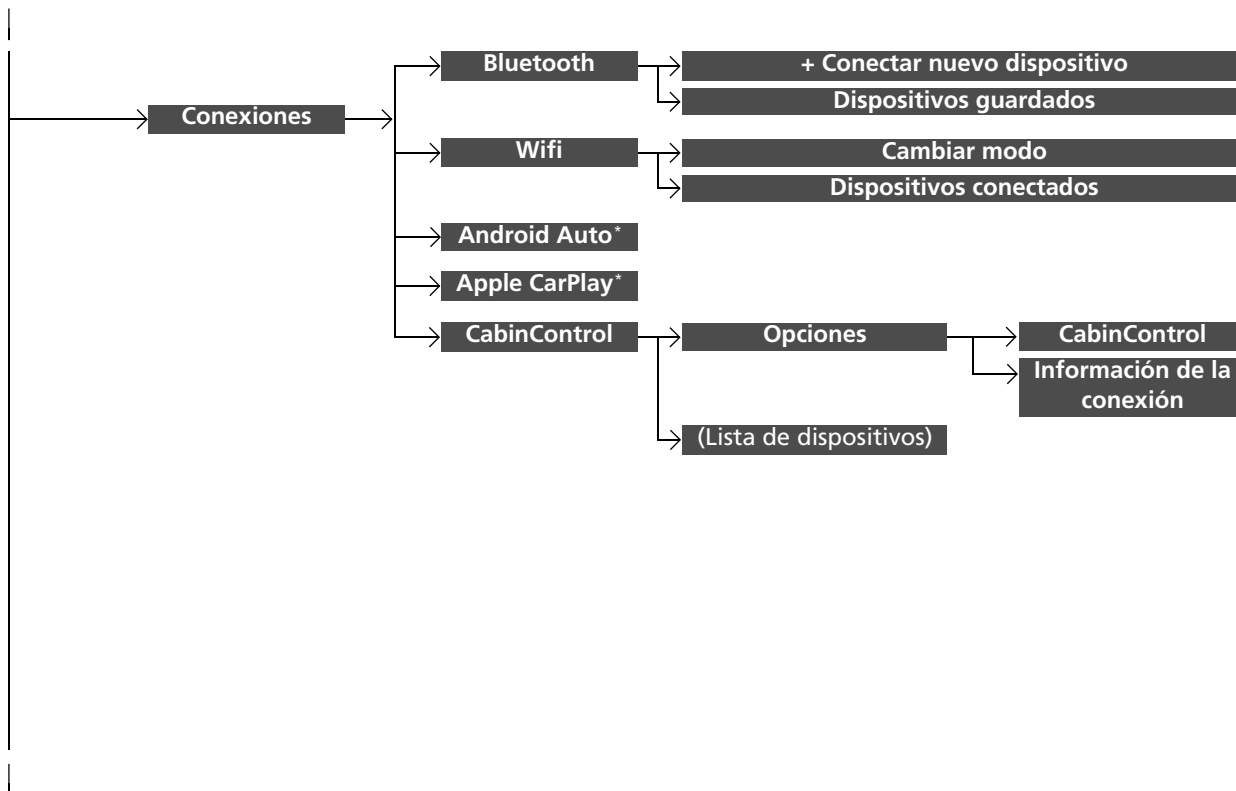 Bluetooth
+ Conectar nuevo dispositivo
Dispositivos guardados
Conexiones
Wifi
Cambiar modo
Dispositivos conectados
Android Auto*
Apple CarPlay*
CabinControl
Opciones
CabinControl
Información de la
conexión
(Lista de dispositivos)